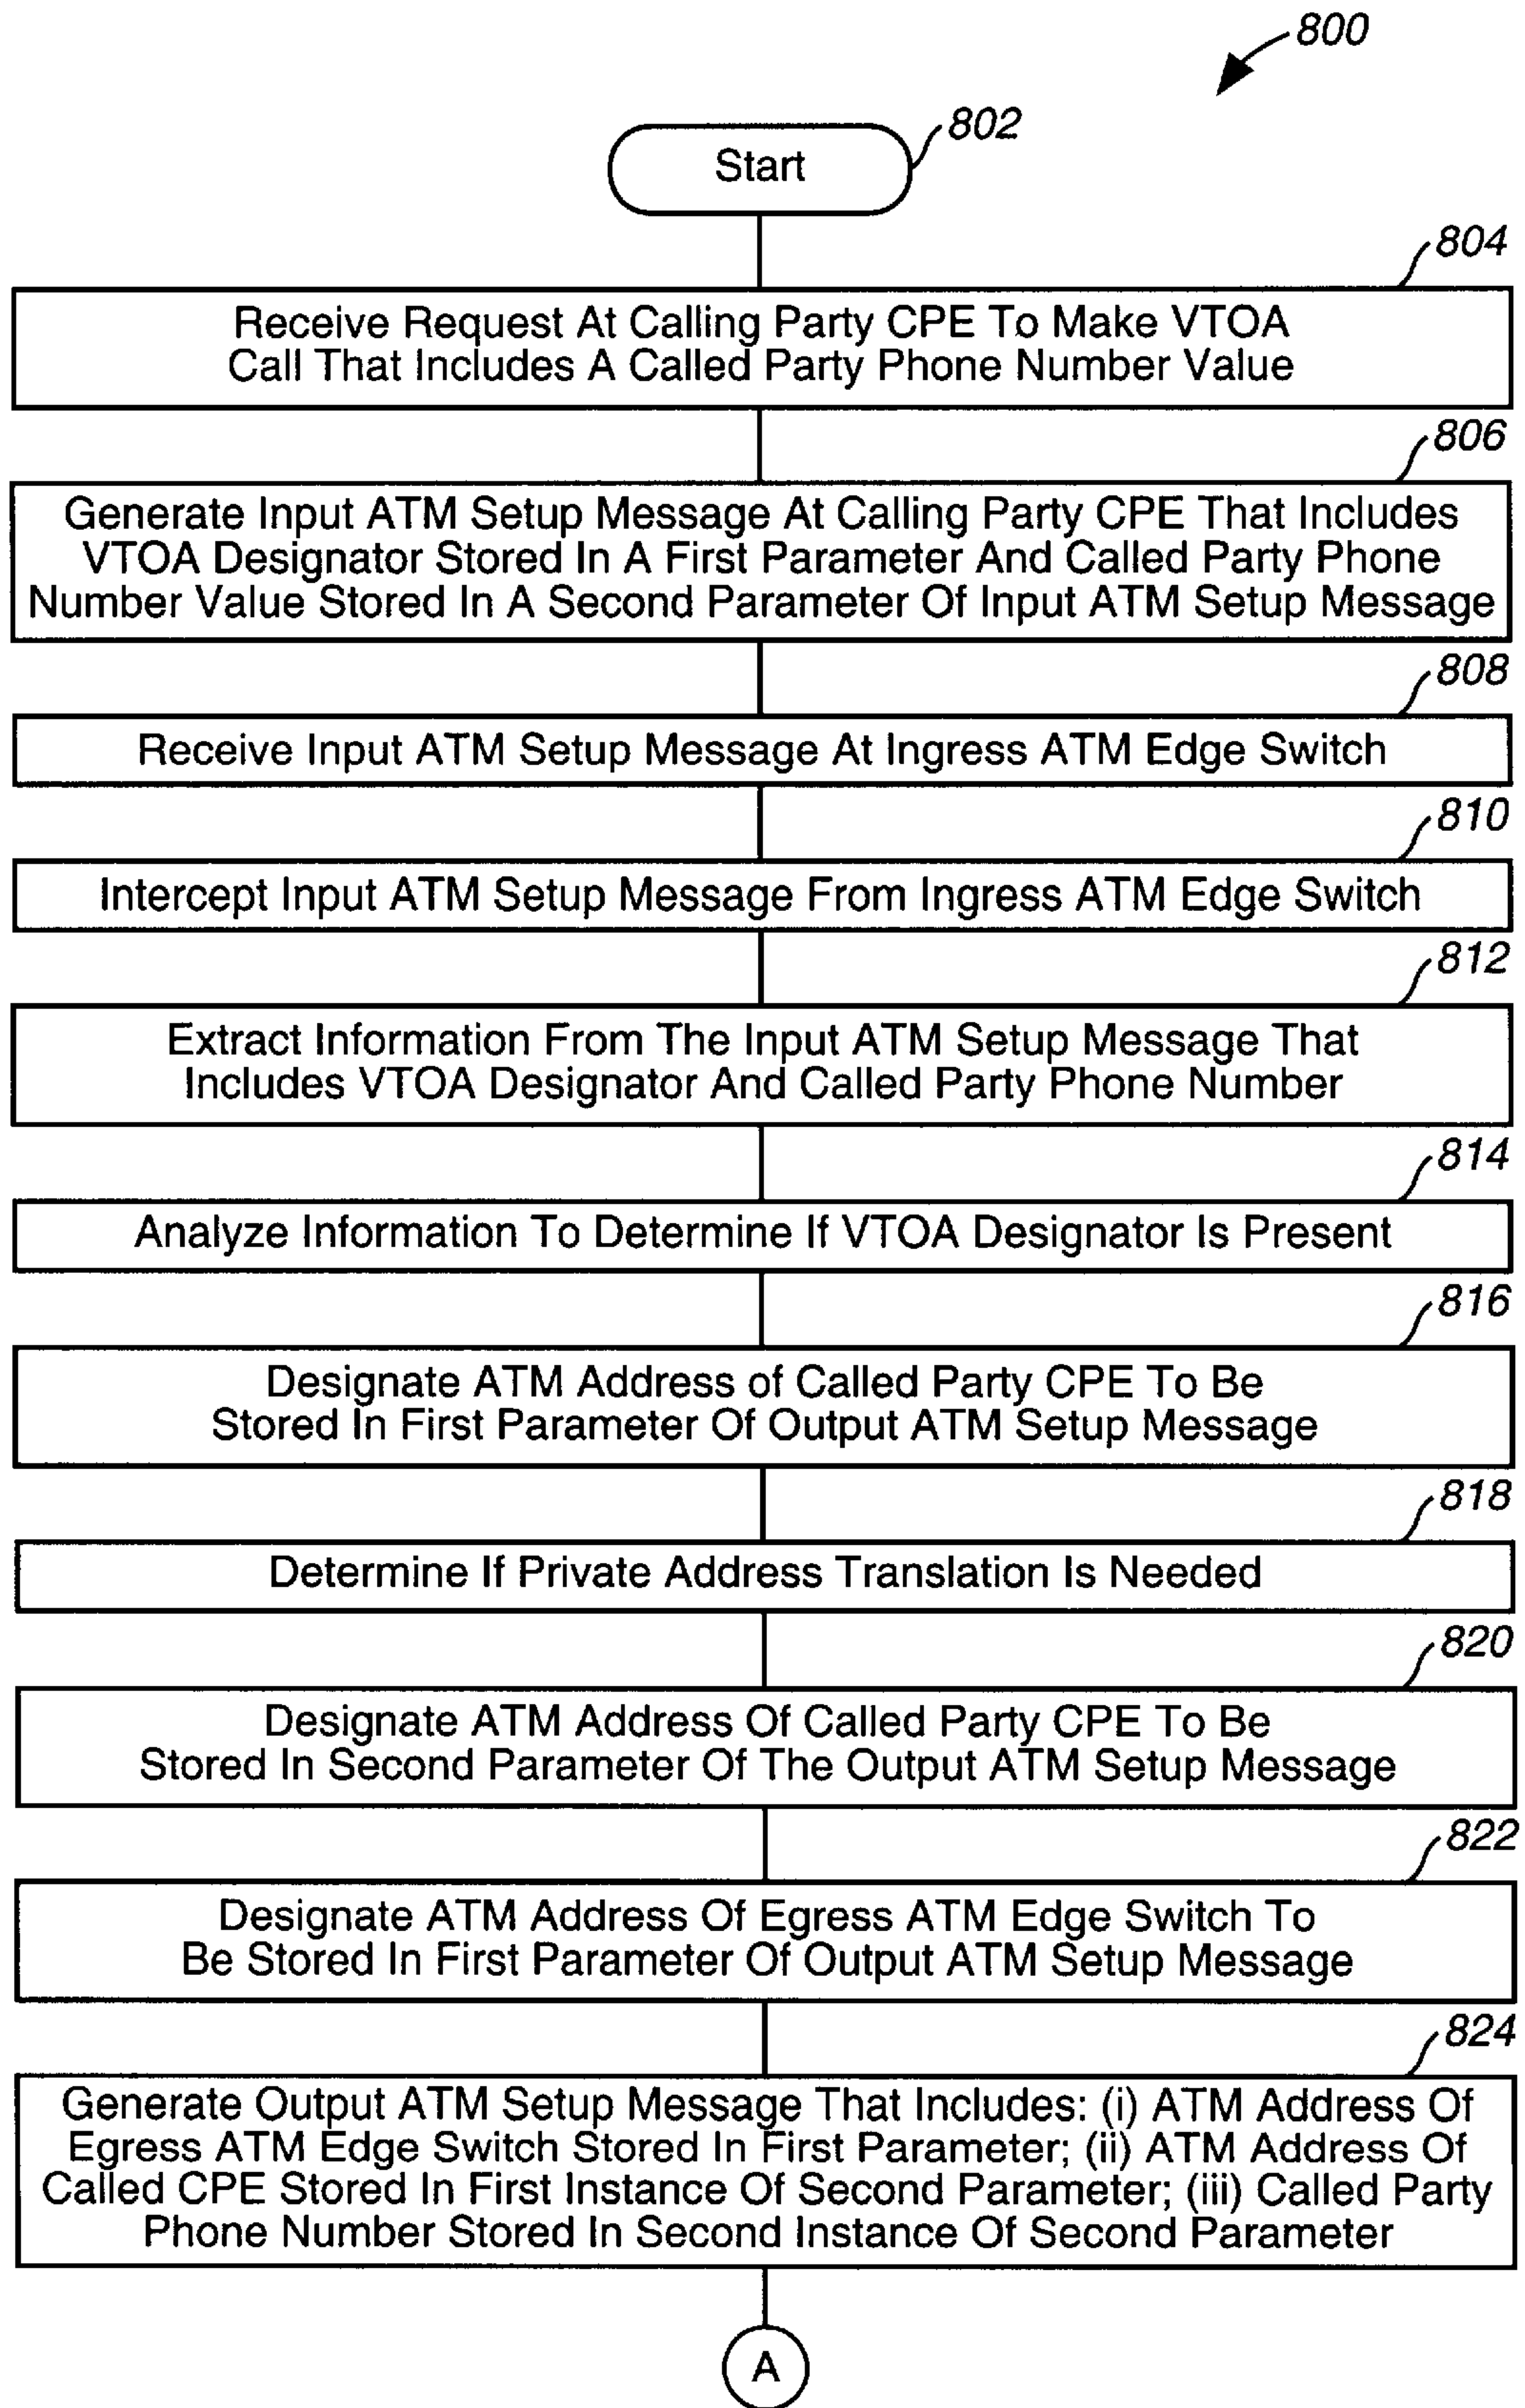 800
802
Start
804
Receive Request At Calling Party CPE To Make VTOA
Call That Includes A Called Party Phone Number Value
806
Generate Input ATM Setup Message At Calling Party CPE That Includes
VTOA Designator Stored In A First Parameter And Called Party Phone
Number Value Stored In A Second Parameter Of Input ATM Setup Message
808
Receive Input ATM Setup Message At Ingress ATM Edge Switch
810
Intercept Input ATM Setup Message From Ingress ATM Edge Switch
812
Extract Information From The Input ATM Setup Message That
Includes VTOA Designator And Called Party Phone Number
814
Analyze Information To Determine If VTOA Designator Is Present
816
Designate ATM Address of Called Party CPE To Be
Stored In First Parameter Of Output ATM Setup Message
818
Determine If Private Address Translation Is Needed
820
Designate ATM Address Of Called Party CPE To Be
Stored In Second Parameter Of The Output ATM Setup Message
822
Designate ATM Address Of Egress ATM Edge Switch To
Be Stored In First Parameter Of Output ATM Setup Message
824
Generate Output ATM Setup Message That Includes: (i) ATM Address Of
Egress ATM Edge Switch Stored In First Parameter; (ii) ATM Address Of
Called CPE Stored In First Instance Of Second Parameter; (iii) Called Party
Phone Number Stored In Second Instance Of Second Parameter
A